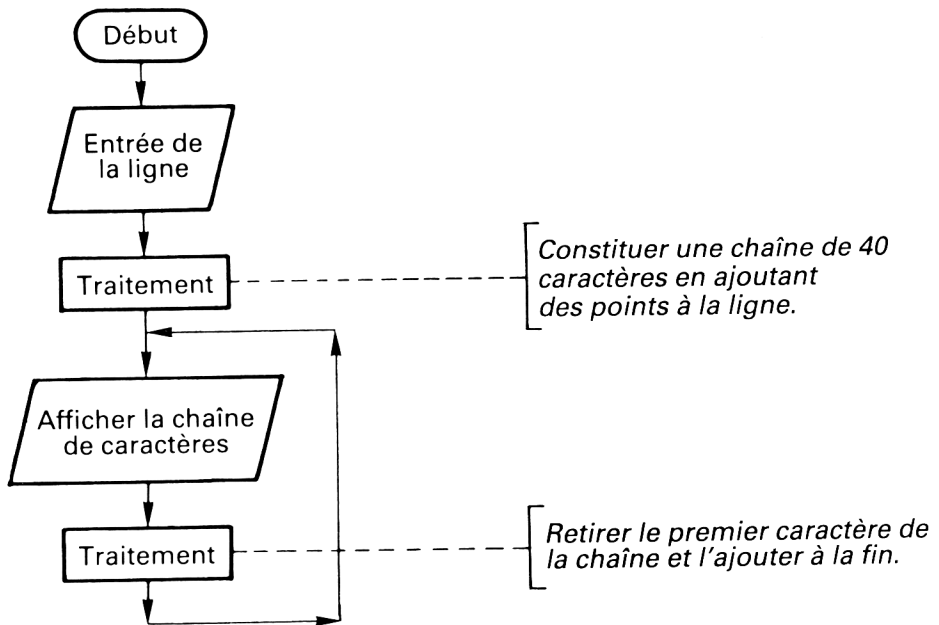 Début
Entrée de
la ligne
Traitement
Constituer une chaîne de 40
caractères en ajoutant
des points à la ligne.
Afficher la chaîne
de caractères
Traitement
Retirer le premier caractère de
la chaîne et l'ajouter à la fin.